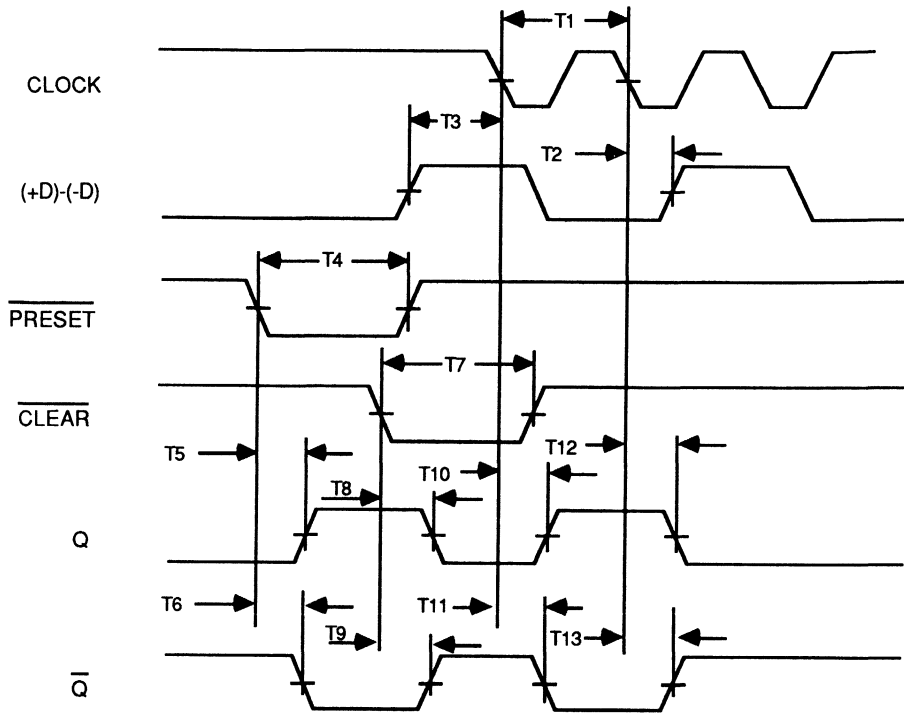 T1
CLOCK
T3
T2
(+D)-(-D)
T4
PRESET
T7
CLEAR
T5
T12
T10
T8
Q
T6
T11
T9
T13
Q